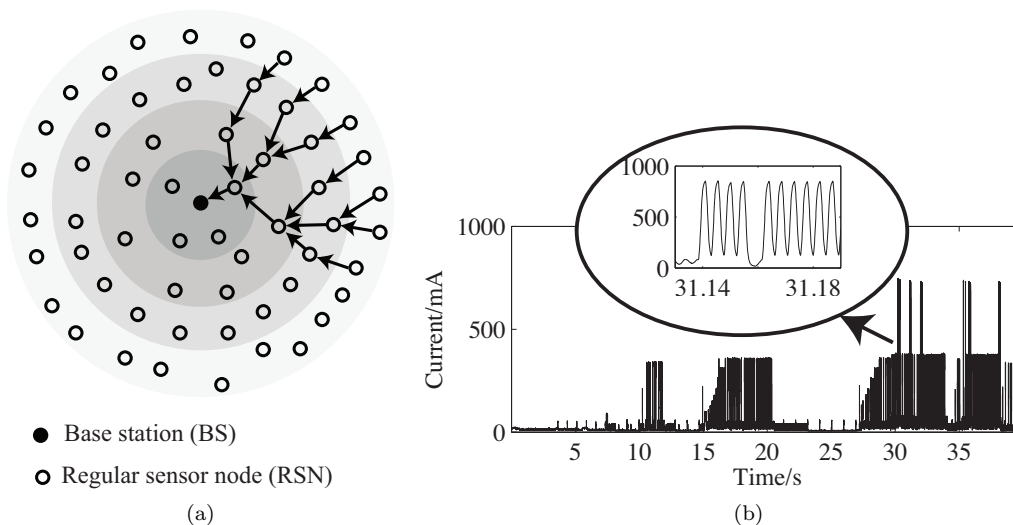 Base station (BS)
Regular sensor node (RSN)
(a)
1000
500
0
31.14
31.18
1000
500
0
5
10
15
20
25
30
35
Current/mA
Time/s
(b)